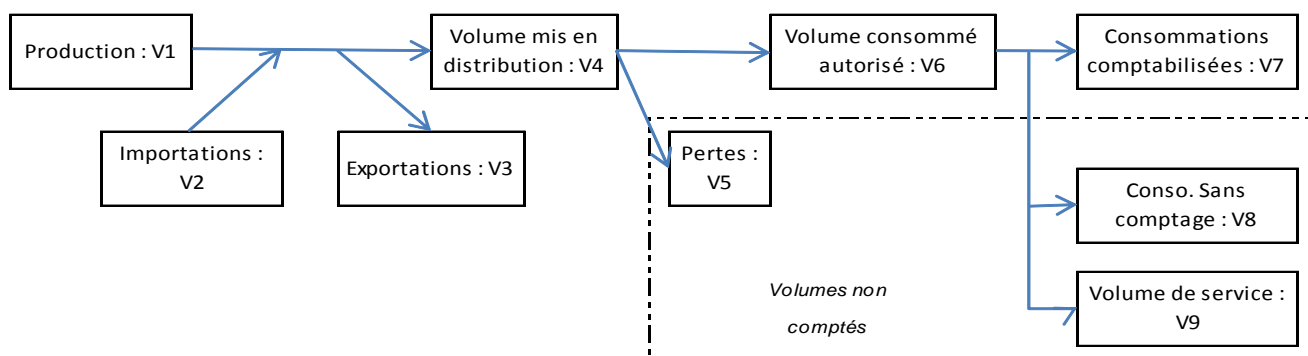 Production : V1
Volume mis en
distribution : V4
Volume consommé
autorisé : V6
Consommations
comptabilisées : V7
Importations :
V2
Exportations : V3
Pertes :
V5
Conso. Sans
comptage : V8
Volumes non
comptés
Volume de service :
V9